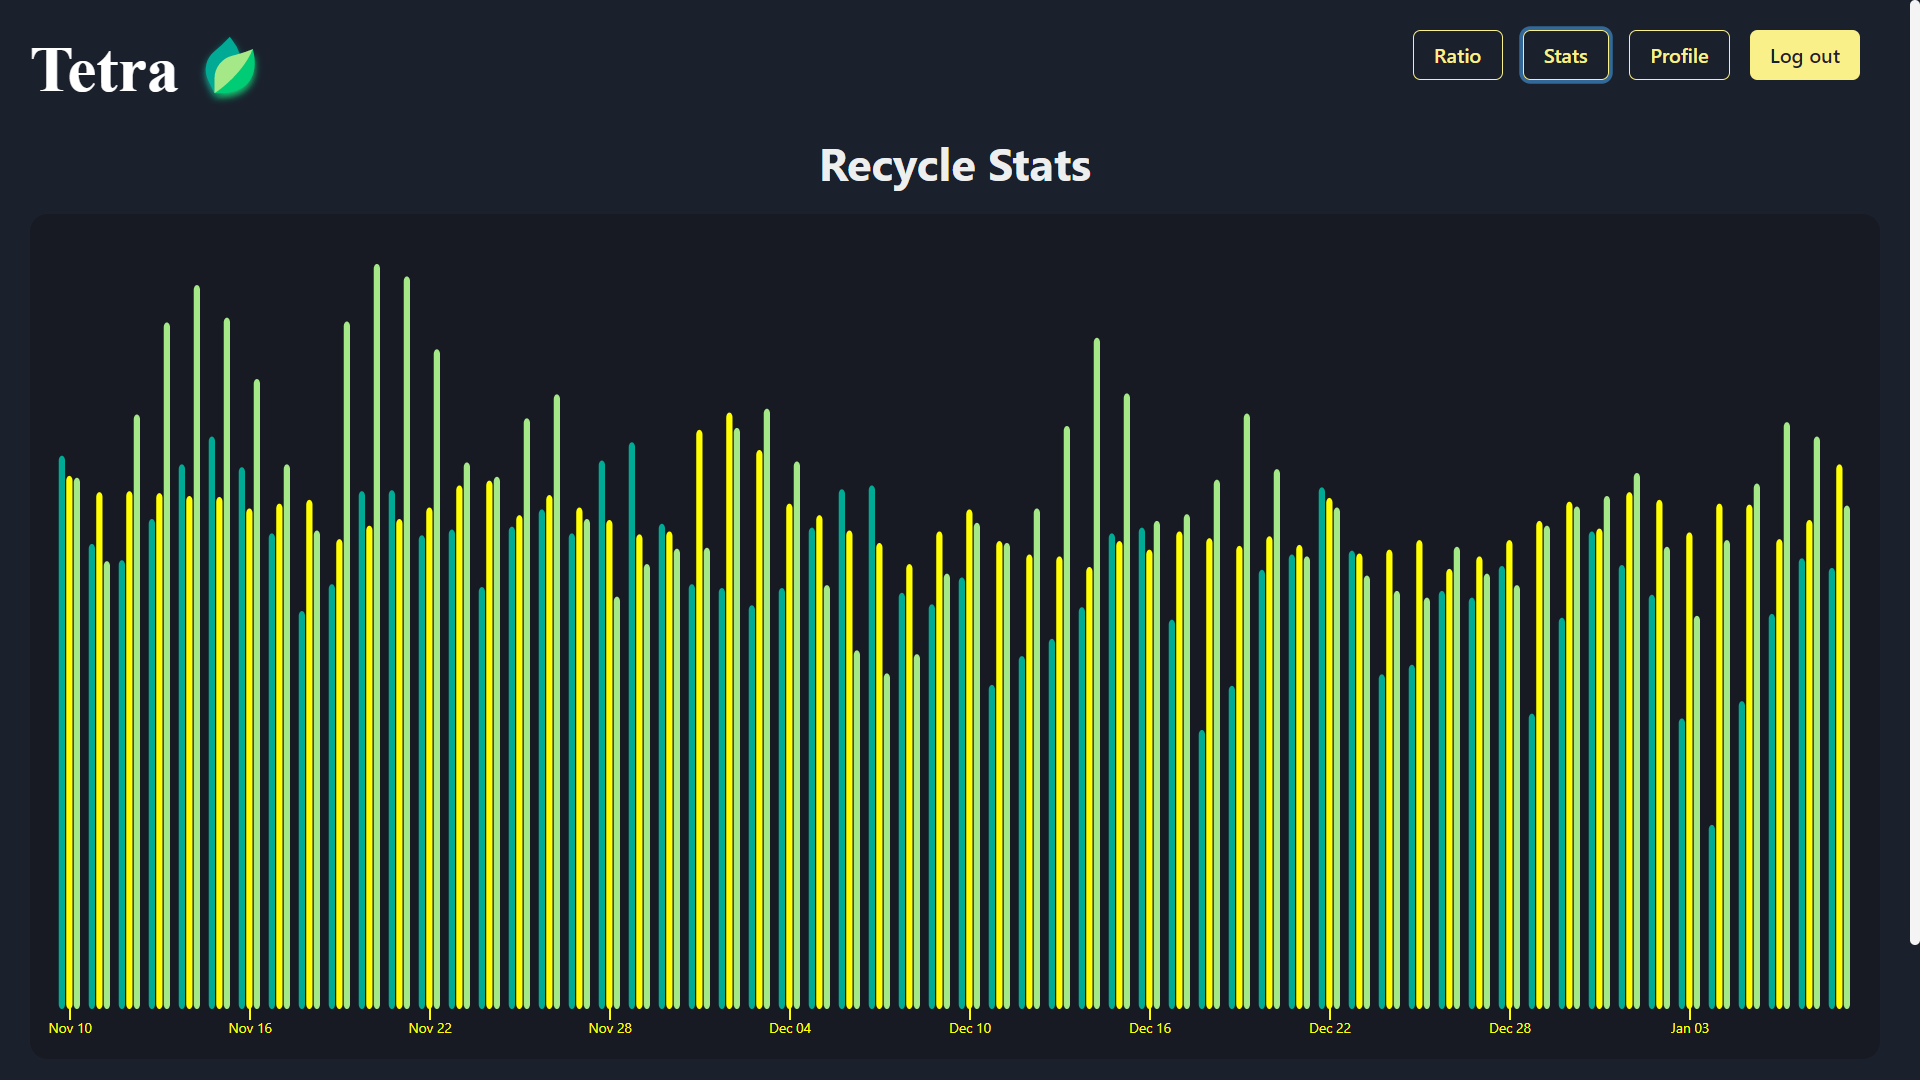 Tetra
Ratio Stats Profile Log out
Recycle Stats
Nov 10 Nov 16 Nov 22 Nov 28 Dec 04 Dec 10 Dec 16 Dec 22 Dec 28 Jan 03